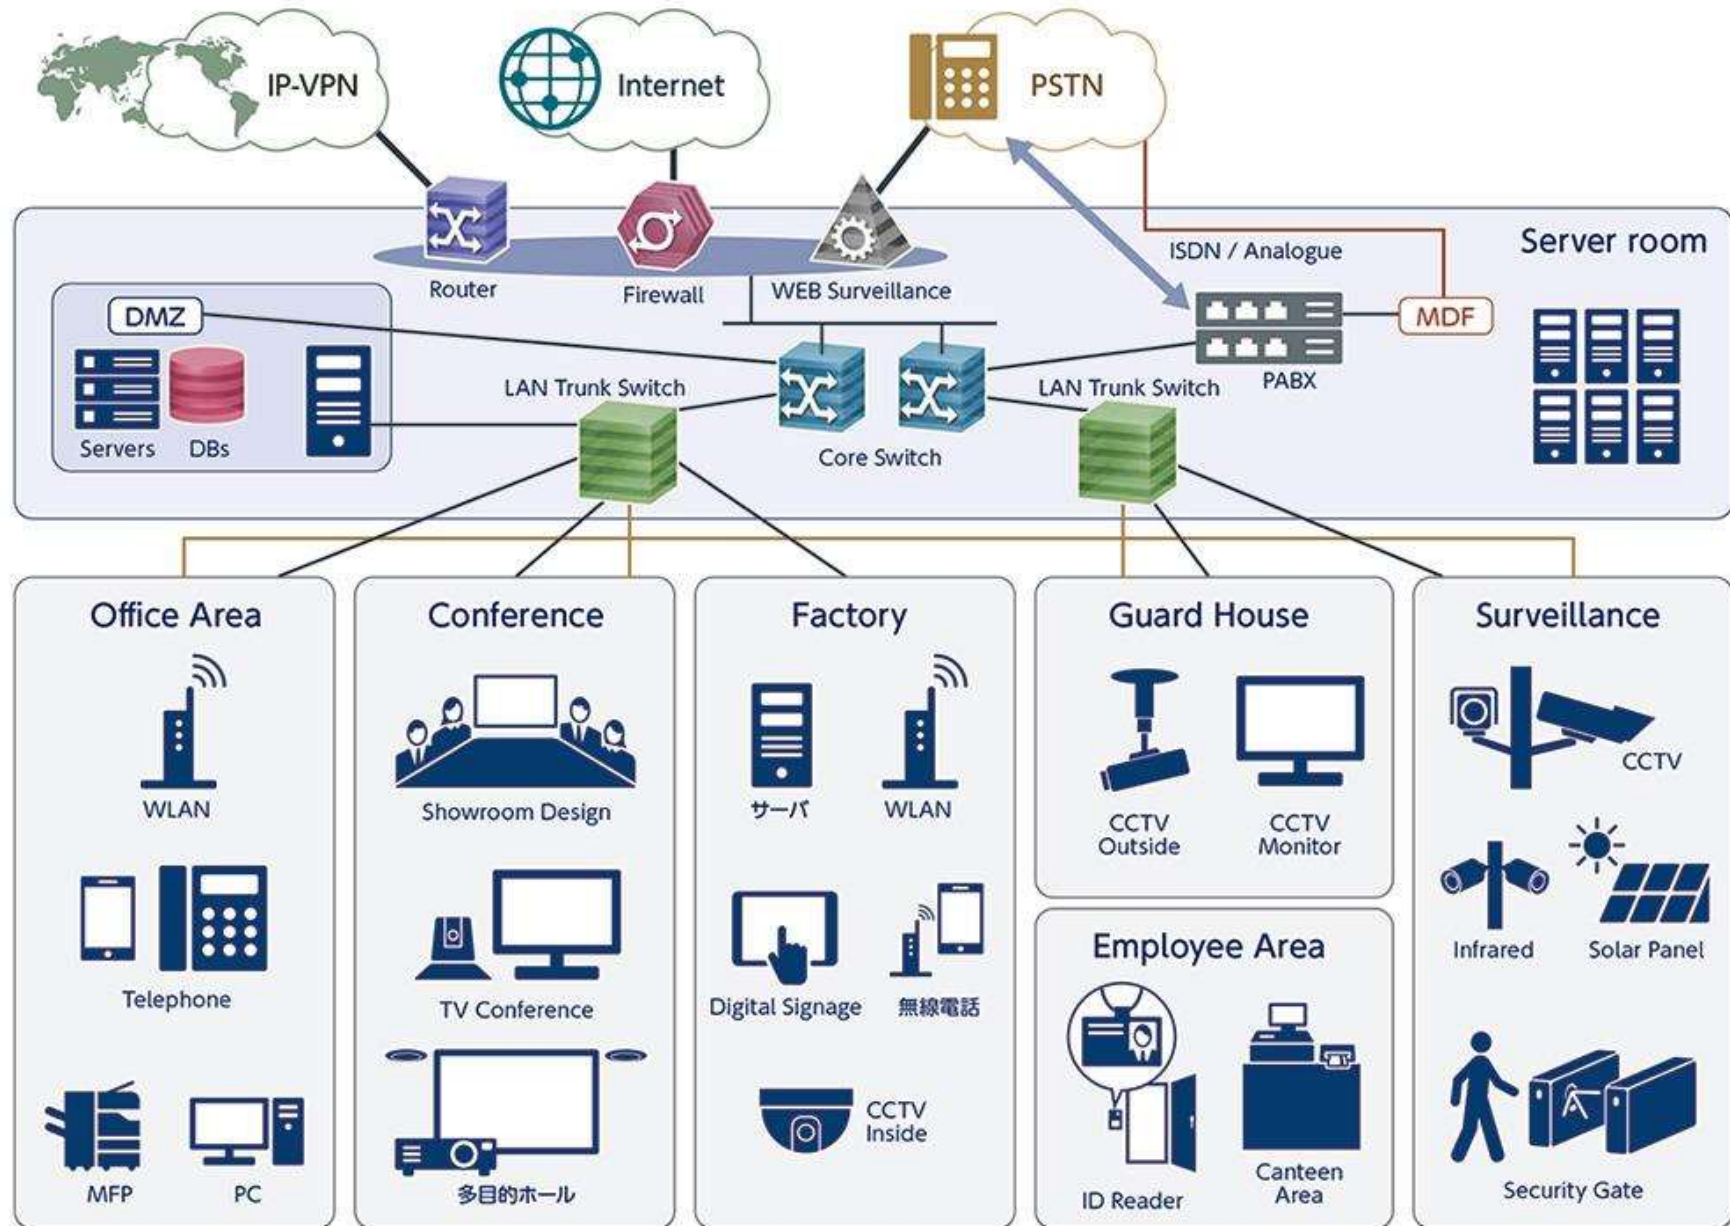 IP-VPN
Internet
PSTN
Server room
ISDN / Analogue
Router
Firewall
WEB Surveillance
DMZ
MDF
PABX
LAN Trunk Switch
LAN Trunk Switch
Servers
DBs
Core Switch
Office Area
WLAN
Telephone
MFP
PC
Conference
Showroom Design
TV Conference
多目的ホール
Factory
サーバ
WLAN
Digital Signage
無線電話
CCTV
Inside
Guard House
CCTV
Outside
CCTV
Monitor
Employee Area
ID Reader
Canteen
Area
Surveillance
CCTV
Infrared
Solar Panel
Security Gate